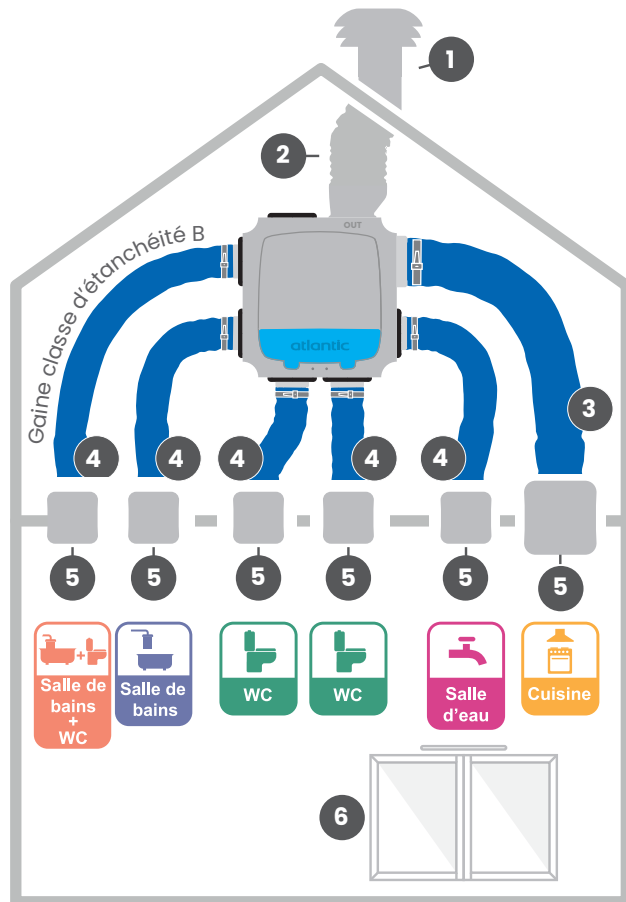 1
2
OUT
Gaine classe d'étanchéité B
atlantic
3
4
4
4
4
4
5
5
5
5
5
5
Salle de
bains
+
WC
Salle de
bains
WC
WC
Salle
d'eau
Cuisine
6